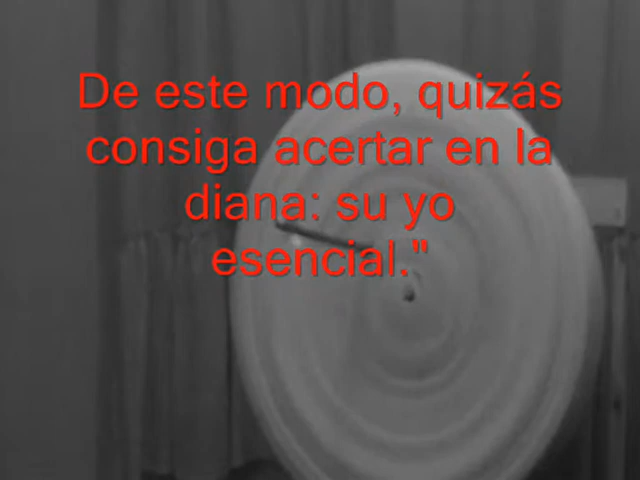 De este modo, quizás
consiga acertar en la
diana: su yo
esencial."